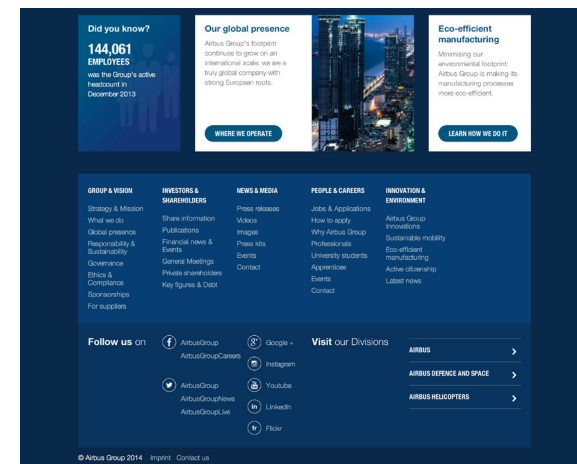 Did you know?
144,061
EMPLOYEES
was the Group's active
headcount in
December 2013
Our global presence
Airbus Group's footprint
continues to grow on an
international scale: we are a
truly global company with
strong European roots.
WHERE WE OPERATE
Eco-efficient
manufacturing
Minimising our
environmental footprint:
Airbus Group is making its
manufacturing processes
more eco-efficient.
LEARN HOW WE DO IT
GROUP & VISION
Strategy & Mission
What we do
Global presence
Responsibility &
Sustainability
Governance
Ethics &
Compliance
Sponsorships
For suppliers
INVESTORS &
SHAREHOLDERS
Share information
Publications
Financial news &
Events
General Meetings
Private shareholders
Key figures & Debt
NEWS & MEDIA
Press releases
Videos
Images
Press kits
Events
Contact
PEOPLE & CAREERS
Jobs & Applications
How to apply
Why Airbus Group
Professionals
University students
Apprentices
Events
Contact
INNOVATION &
ENVIRONMENT
Airbus Group
Innovations
Sustainable mobility
Eco-efficient
manufacturing
Active citizenship
Latest news
Follow us on
AirbusGroup
AirbusGroupCareers
AirbusGroup
AirbusGroupNews
AirbusGroupLive
Google +
Instagram
Youtube
LinkedIn
Flickr
Visit our Divisions
AIRBUS
AIRBUS DEFENCE AND SPACE
AIRBUS HELICOPTERS
© Airbus Group 2014 Imprint Contact us